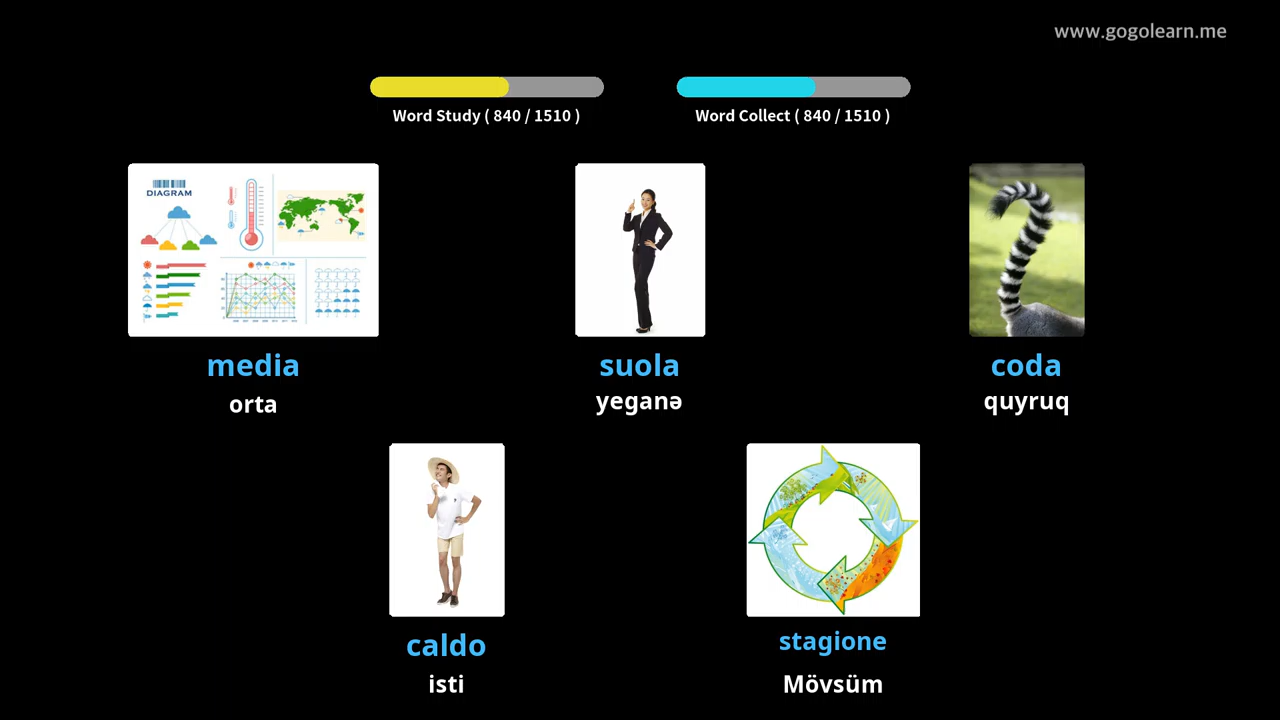 www.gogolearn.me
Word Study ( 840 / 1510 )
Word Collect ( 840 / 1510 )
DIAGRAM
media
orta
suola
yeganə
coda
quyruq
caldo
isti
stagione
Mövsüm